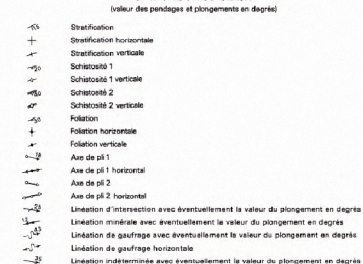 (valeur des pendages et plongements en degrés)
Stratification
Stratification horizontale
Stratification verticale
Schistosité 1
Schistosité 1 verticale
Schistosité 2
Schistosité 2 verticale
Foliation
Foliation horizontale
Foliation verticale
Axe de pli 1
Axe de pli 1 horizontal
Axe de pli 2
Axe de pli 2 horizontal
Linéation d'intersection avec éventuellement la valeur du plongement en degrés
Linéation minérale avec éventuellement la valeur du plongement en degrés
Linéation de gaufrage avec éventuellement la valeur du plongement en degrés
Linéation de gaufrage horizontale
Linéation indéterminée avec éventuellement la valeur du plongement en degrés